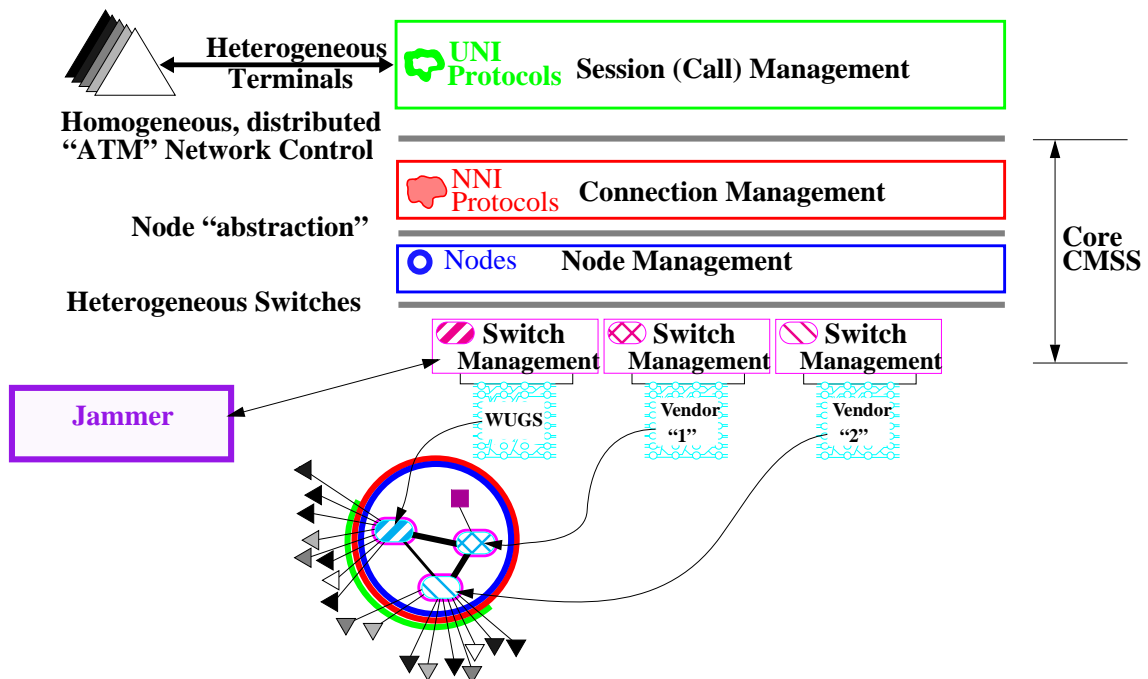 Heterogeneous
Terminals
UNI
Protocols
Session (Call) Management
Homogeneous, distributed
“ATM” Network Control
NNI
Protocols
Connection Management
Node “abstraction”
Core
CMSS
Nodes
Node Management
Heterogeneous Switches
Switch
Management
Switch
Management
Switch
Management
Jammer
WUGS
Vendor
“1”
Vendor
“2”